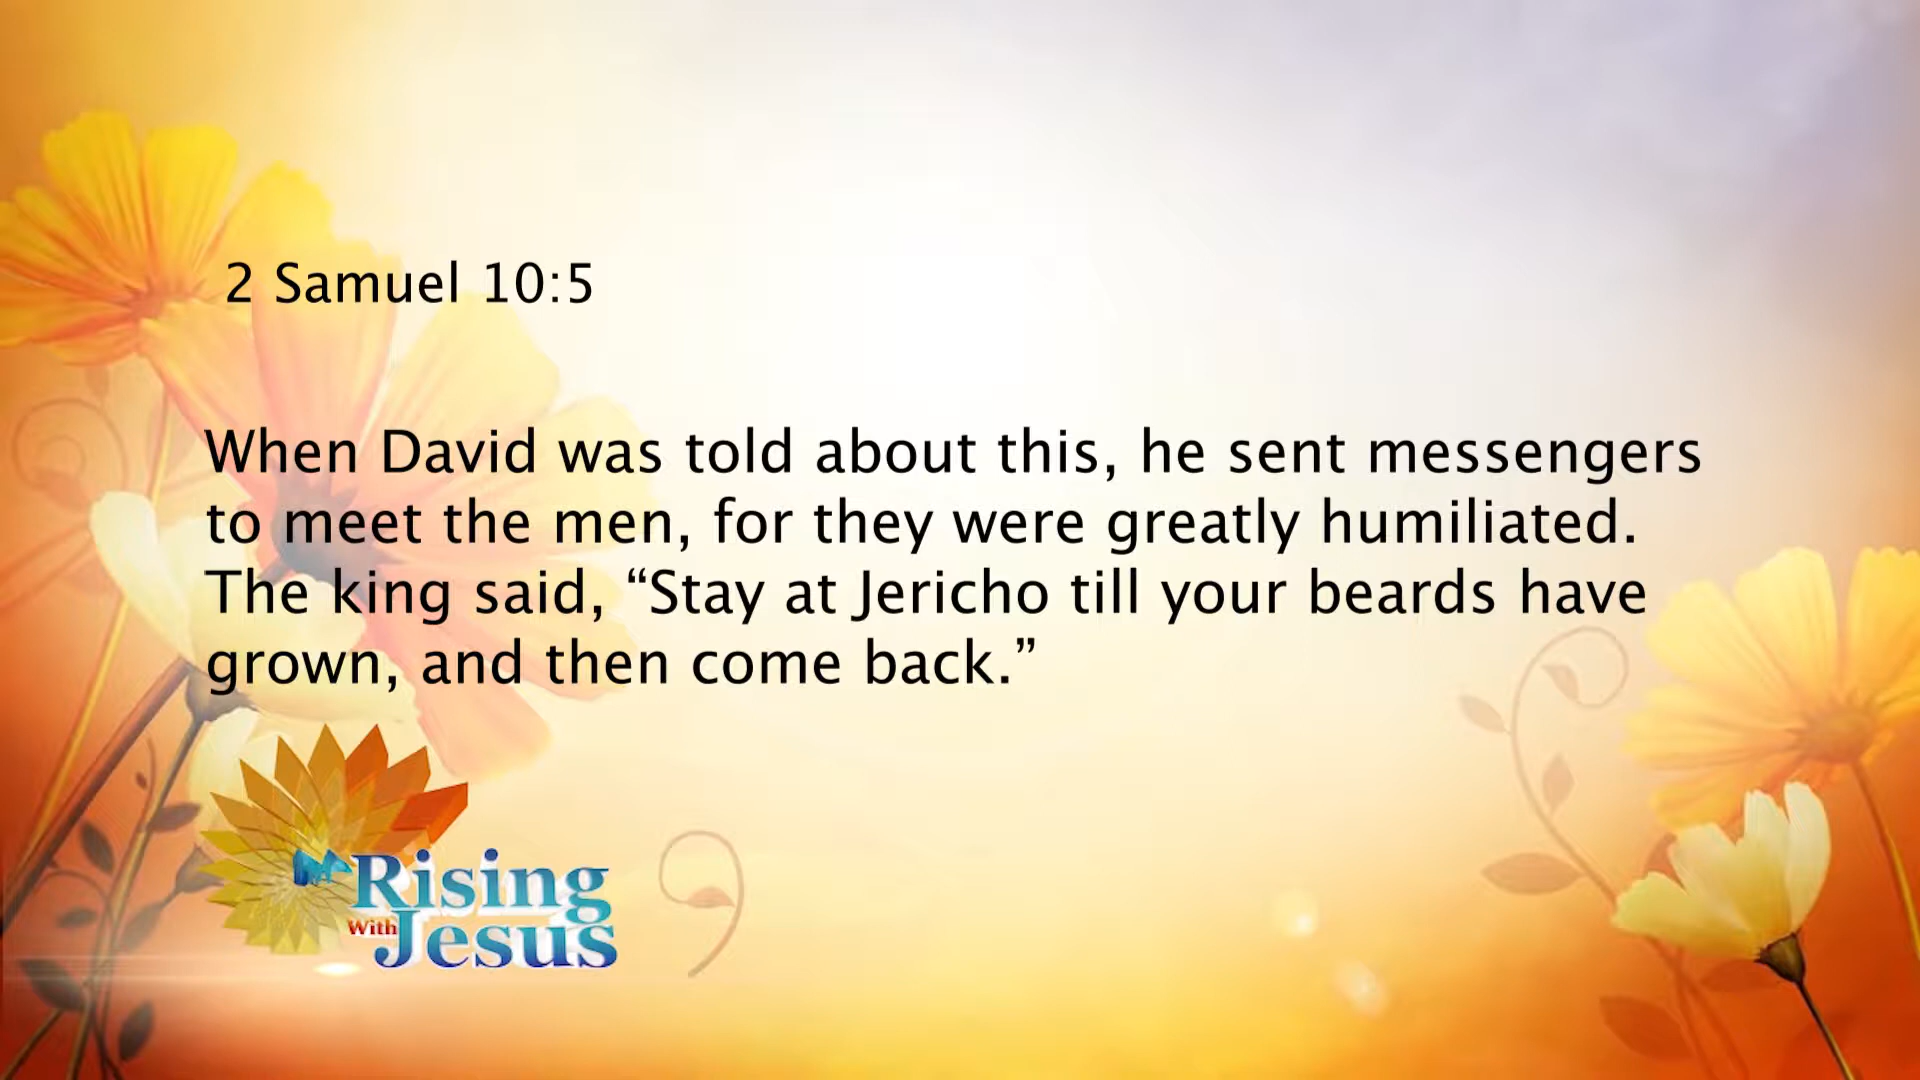 2 Samuel 10:5
When David was told about this, he sent messengers
to meet the men, for they were greatly humiliated.
The king said, “Stay at Jericho till your beards have
grown, and then come back.”
Rising
With Jesus